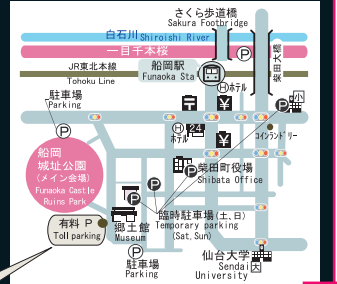 さくら歩道橋
Sakura Footbridge
白石川 Shiroishi River
一目千本桜
P
JR東北本線
Tohoku Line
船岡駅
Funaoka Sta
柴田大橋
Hホテル
駐車場
Parking
P
〒
¥
P
小
H
ホテル
24
¥
コインランドリー
船岡
城址公園
(メイン会場)
Funaoka Castle
Ruins Park
P
柴田町役場
Shibata Office
P
有料 P
Toll parking
郷土館
Museum
臨時駐車場(土、日)
Temporary parking
(Sat, Sun)
P
駐車場
Parking
仙台大学
Sendai
University
大